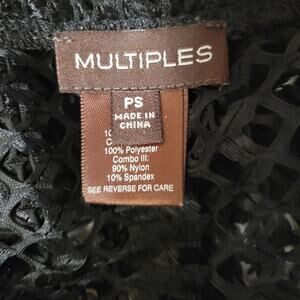 MULTIPLES
PS
MADE IN
CHINA
100% Polyester
Combo III:
90% Nylon
10% Spandex
SEE REVERSE FOR CARE